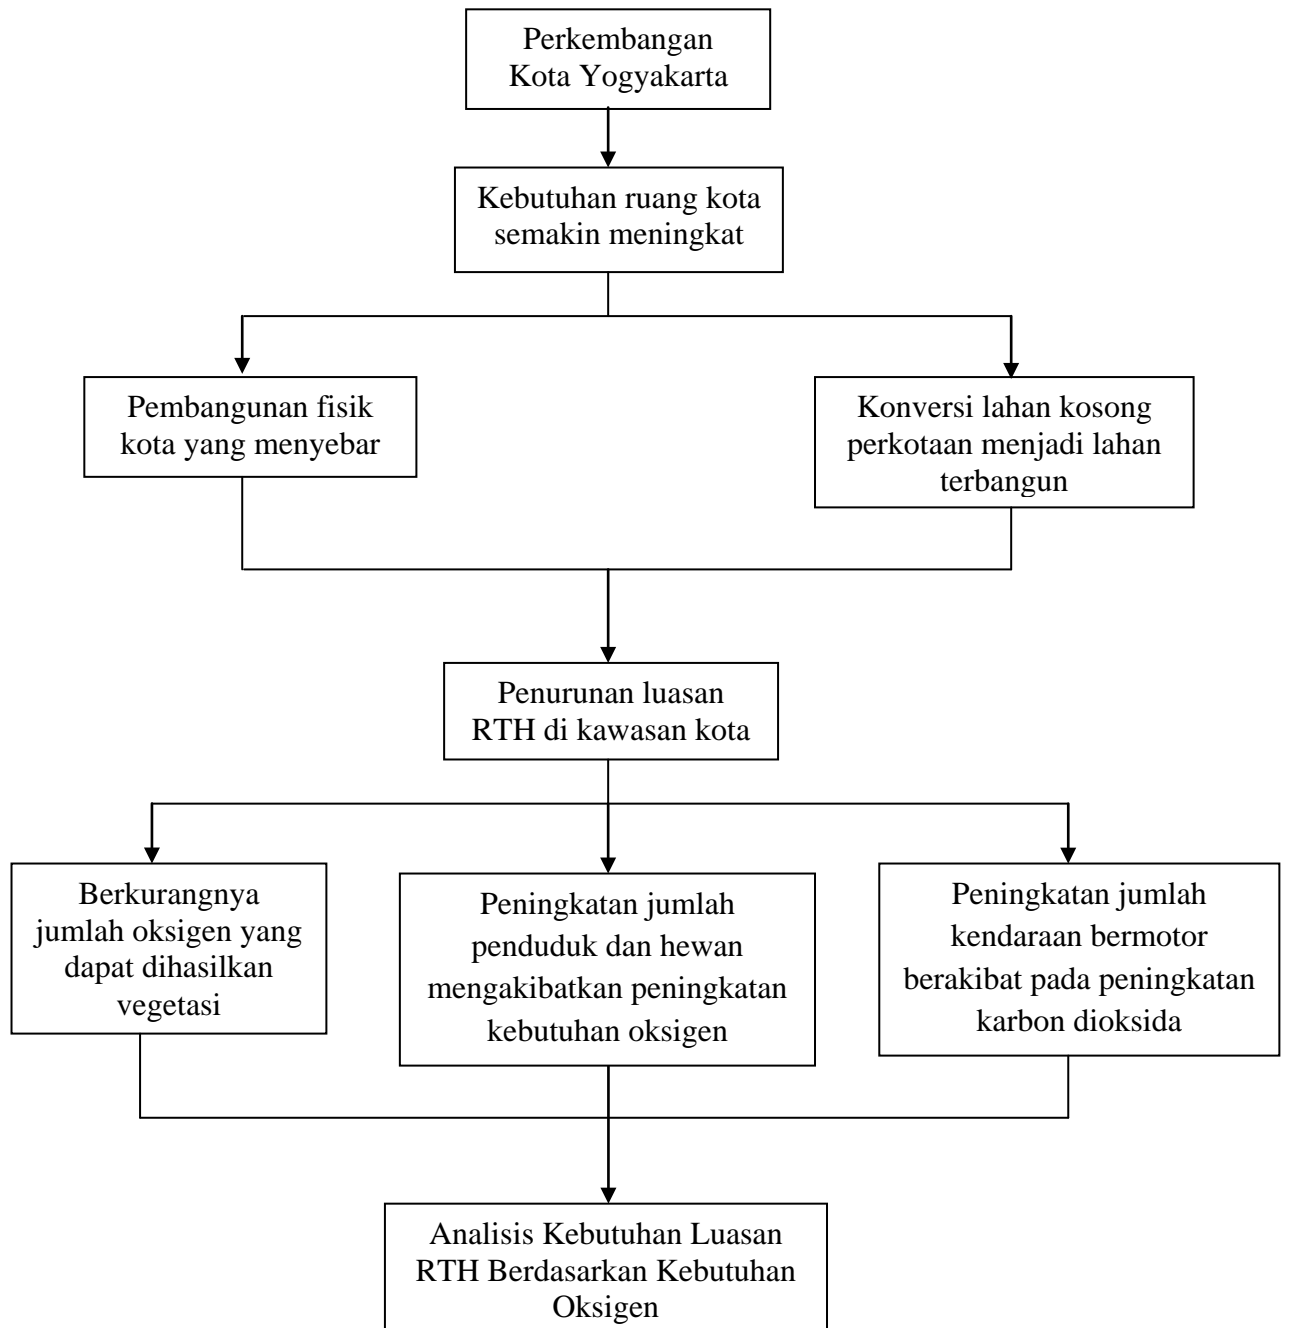 Perkembangan
Kota Yogyakarta
Kebutuhan ruang kota
semakin meningkat
Pembangunan fisik
kota yang menyebar
Konversi lahan kosong
perkotaan menjadi lahan
terbangun
Penurunan luasan
RTH di kawasan kota
Berkurangnya
jumlah oksigen yang
dapat dihasilkan
vegetasi
Peningkatan jumlah
penduduk dan hewan
mengakibatkan peningkatan
kebutuhan oksigen
Peningkatan jumlah
kendaraan bermotor
berakibat pada peningkatan
karbon dioksida
Analisis Kebutuhan Luasan
RTH Berdasarkan Kebutuhan
Oksigen